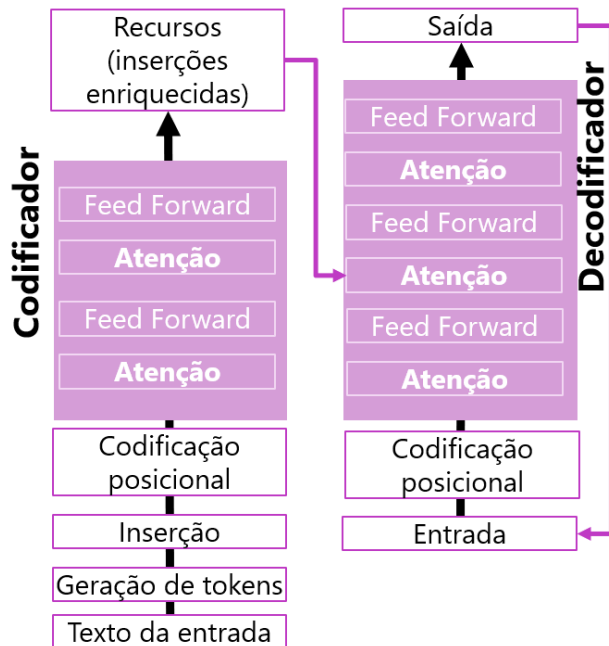 Codificador
Recursos
(inserções
enriquecidas)
Feed Forward
Atenção
Feed Forward
Atenção
Codificação
posicional
Inserção
Geração de tokens
Texto da entrada
Decodificador
Saída
Feed Forward
Atenção
Feed Forward
Atenção
Feed Forward
Atenção
Codificação
posicional
Entrada